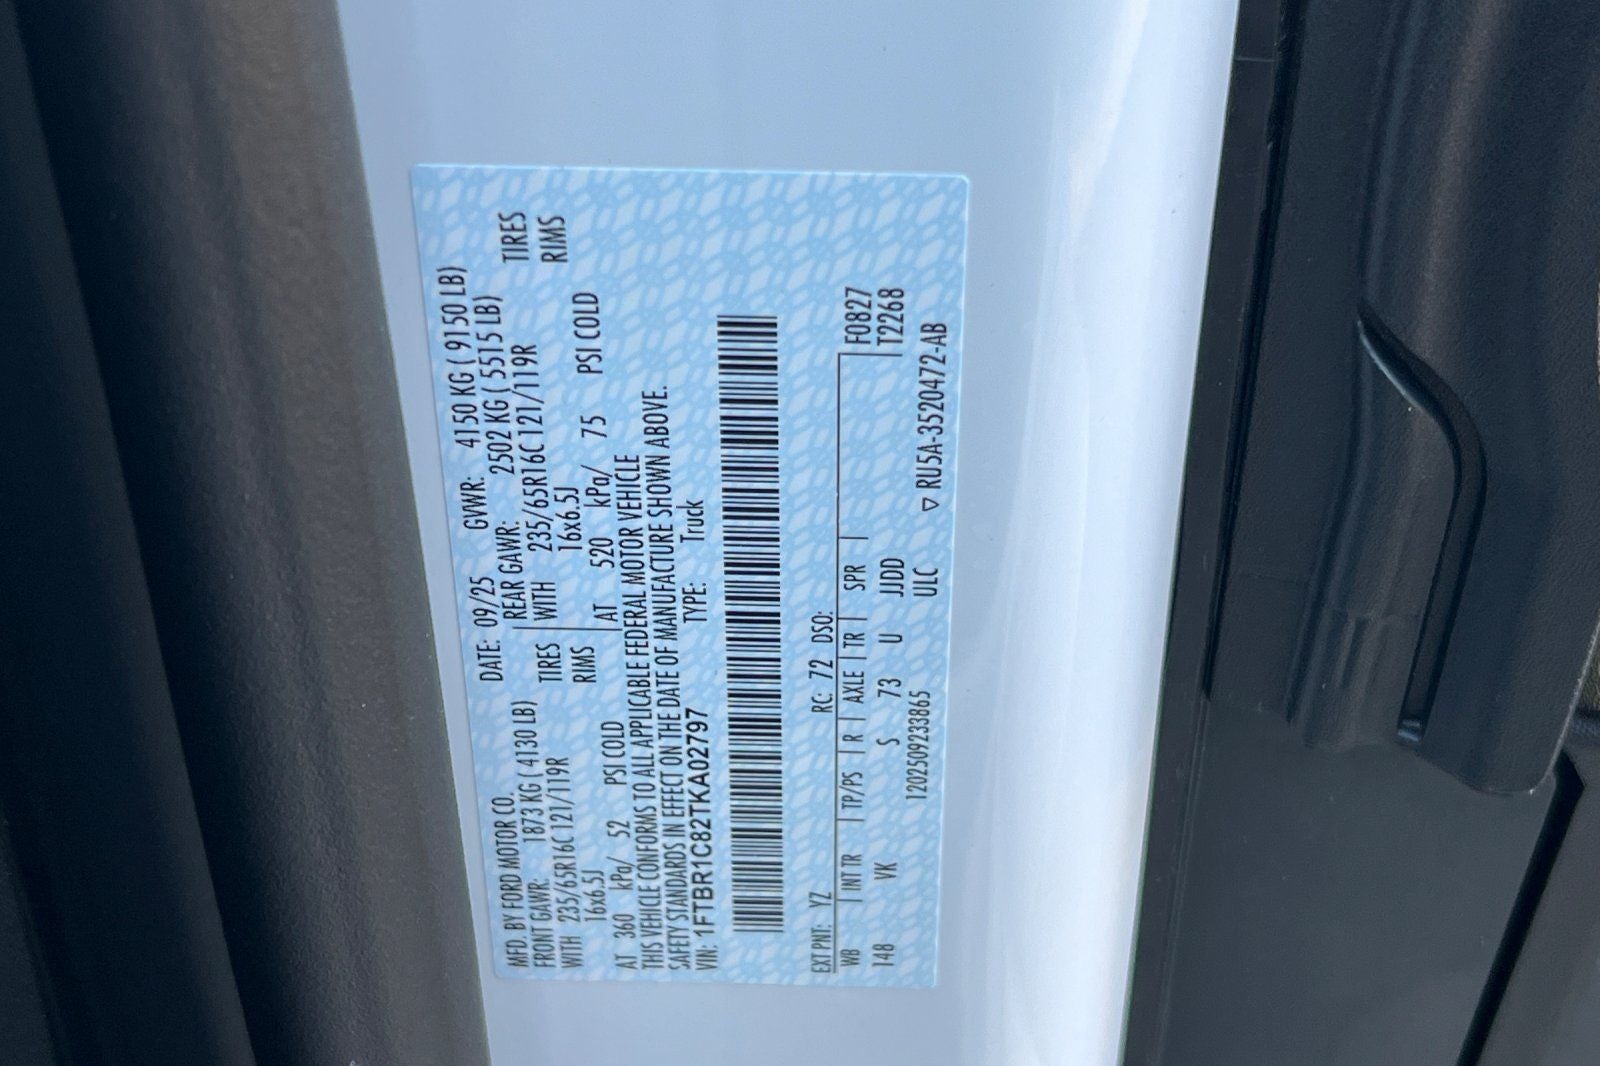 MFD. BY FORD MOTOR CO. DATE: 09/25 GVWR: 4150 KG ( 9150 LB)
FRONT GAWR: 1873 KG ( 4130 LB) REAR GAWR: 2502 KG ( 5515 LB)
WITH 235/65R16C 121/119R TIRES WITH 235/65R16C 121/119R TIRES
16x6.5J RIMS 16x6.5J RIMS
AT 360 kPa/ 52 PSI COLD AT 520 kPa/ 75 PSI COLD
THIS VEHICLE CONFORMS TO ALL APPLICABLE FEDERAL MOTOR VEHICLE
SAFETY STANDARDS IN EFFECT ON THE DATE OF MANUFACTURE SHOWN ABOVE.
VIN: 1FTBR1C82TKA02797 TYPE: Truck
EXT PNT: YZ RC: 72 DSO:
WB INT TR TP/PS R AXLE TR SPR F0827
148 VK S 73 U JJDD T2268
1202509233865 ULC ▽ RU5A-3520472-AB